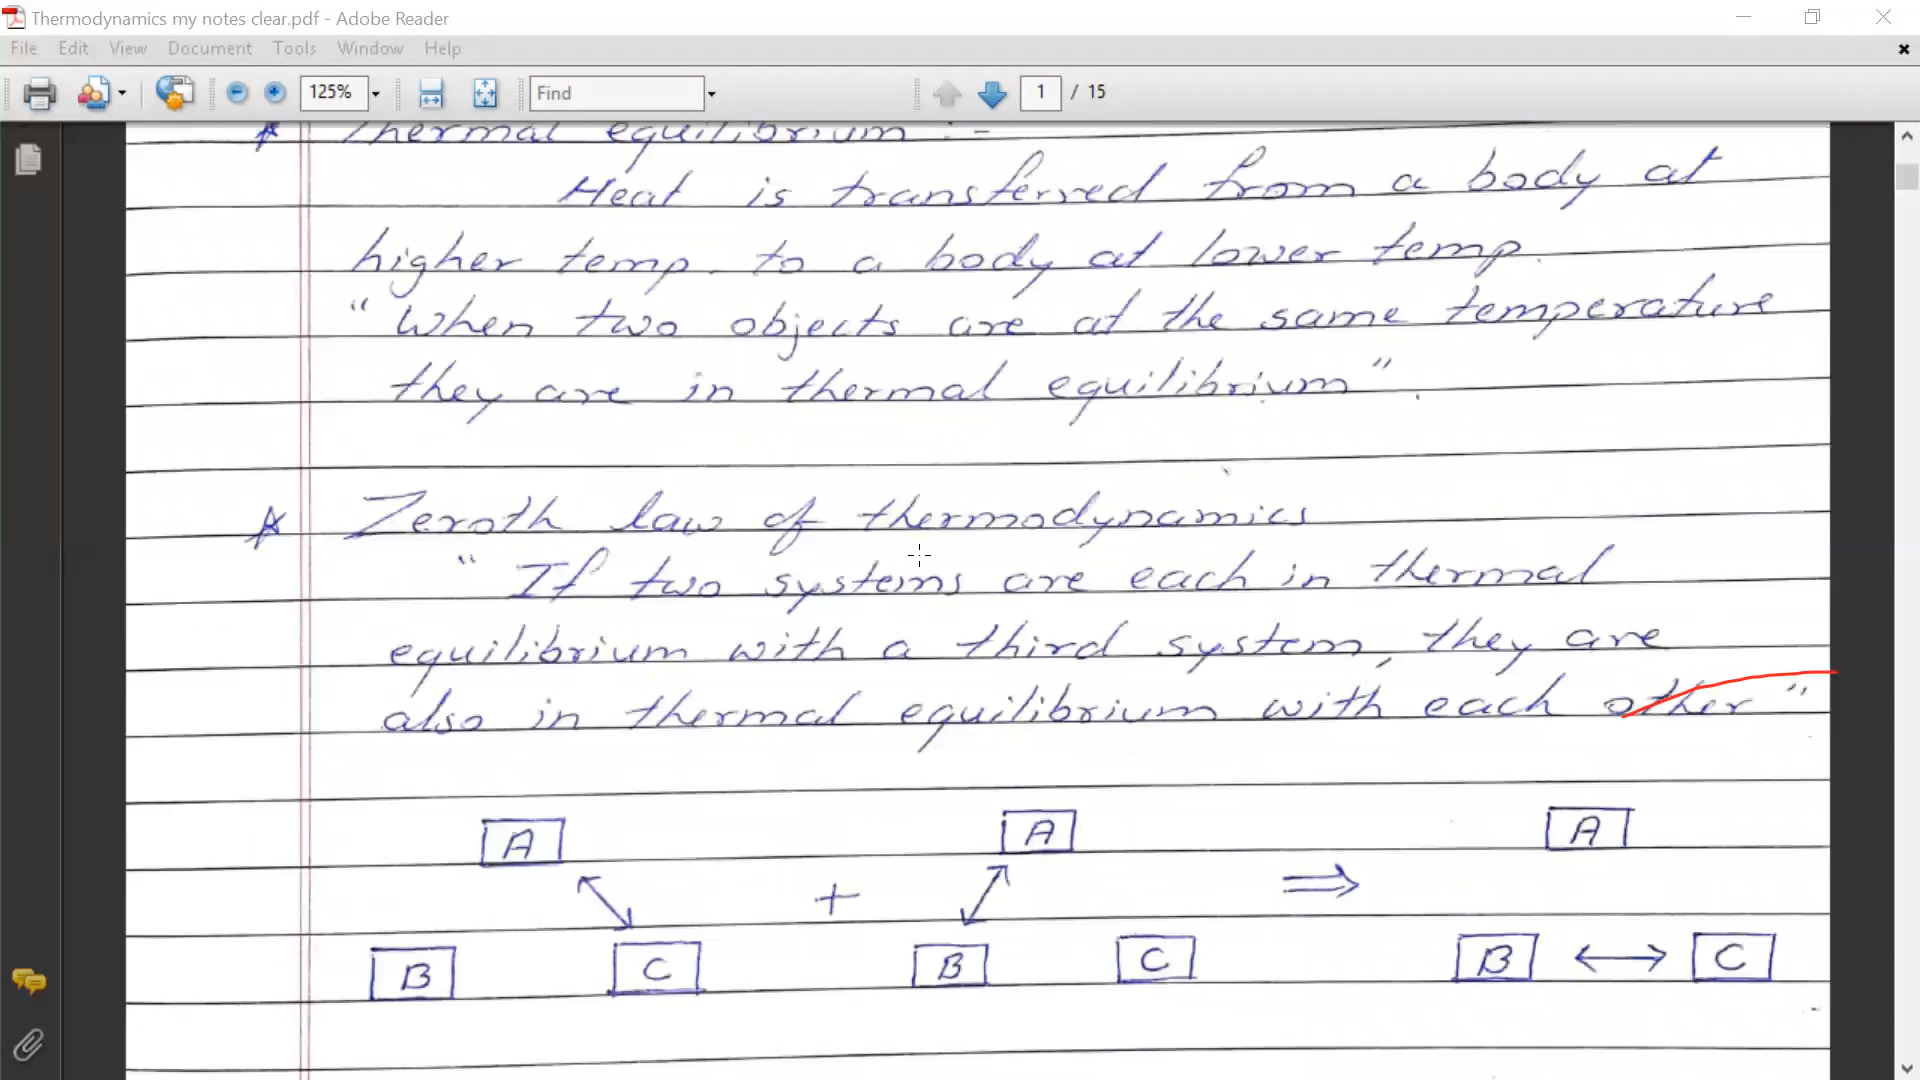 Thermodynamics my notes clear.pdf - Adobe Reader
File Edit View Document Tools Window Help
125% Find 1 / 15
Thermal equilibrium :-
Heat is transferred from a body at
higher temp. to a body at lower temp.
"When two objects are at the same temperature
they are in thermal equilibrium".
Zeroth law of thermodynamics
"If two systems are each in thermal
equilibrium with a third system, they are
also in thermal equilibrium with each other"
A A A
+ ⇒
B C B C B ↔ C